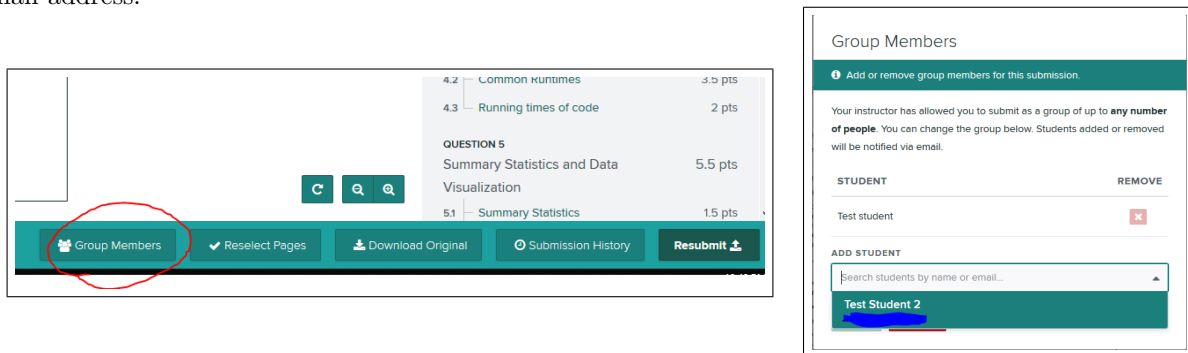 address.
4.2 Common Runtimes 3.5 pts
4.3 Running times of code 2 pts
QUESTION 5
Summary Statistics and Data 5.5 pts
Visualization
5.1 Summary Statistics 1.5 pts
Group Members Reselect Pages Download Original Submission History Resubmit
Group Members
Add or remove group members for this submission.
Your instructor has allowed you to submit as a group of up to any number
of people. You can change the group below. Students added or removed
will be notified via email.
STUDENT REMOVE
Test student
ADD STUDENT
Search students by name or email...
Test Student 2